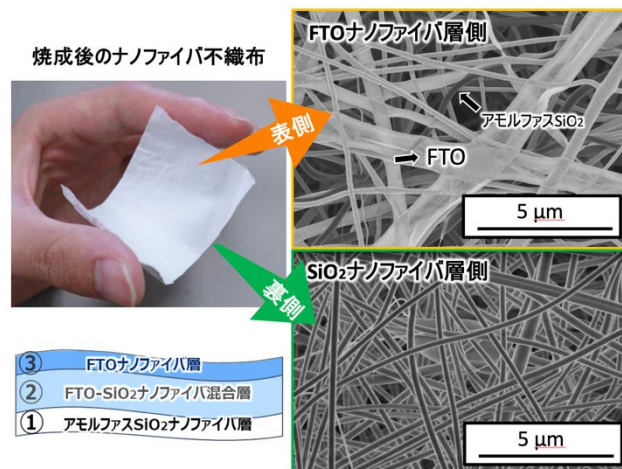 焼成後のナノファイバ不織布
表側
裏側
FTOナノファイバ層側
アモルファスSiO₂
FTO
5 μm
SiO₂ナノファイバ層側
5 μm
③ FTOナノファイバ層
② FTO-SiO₂ナノファイバ混合層
① アモルファスSiO₂ナノファイバ層